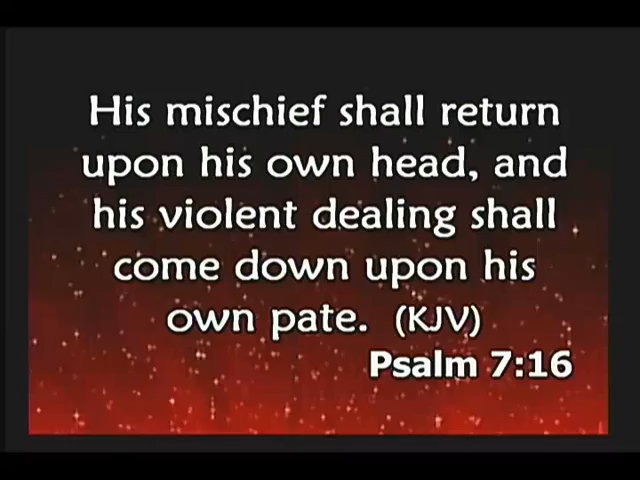 His mischief shall return
upon his own head, and
his violent dealing shall
come down upon his
own pate. (KJV)
Psalm 7:16